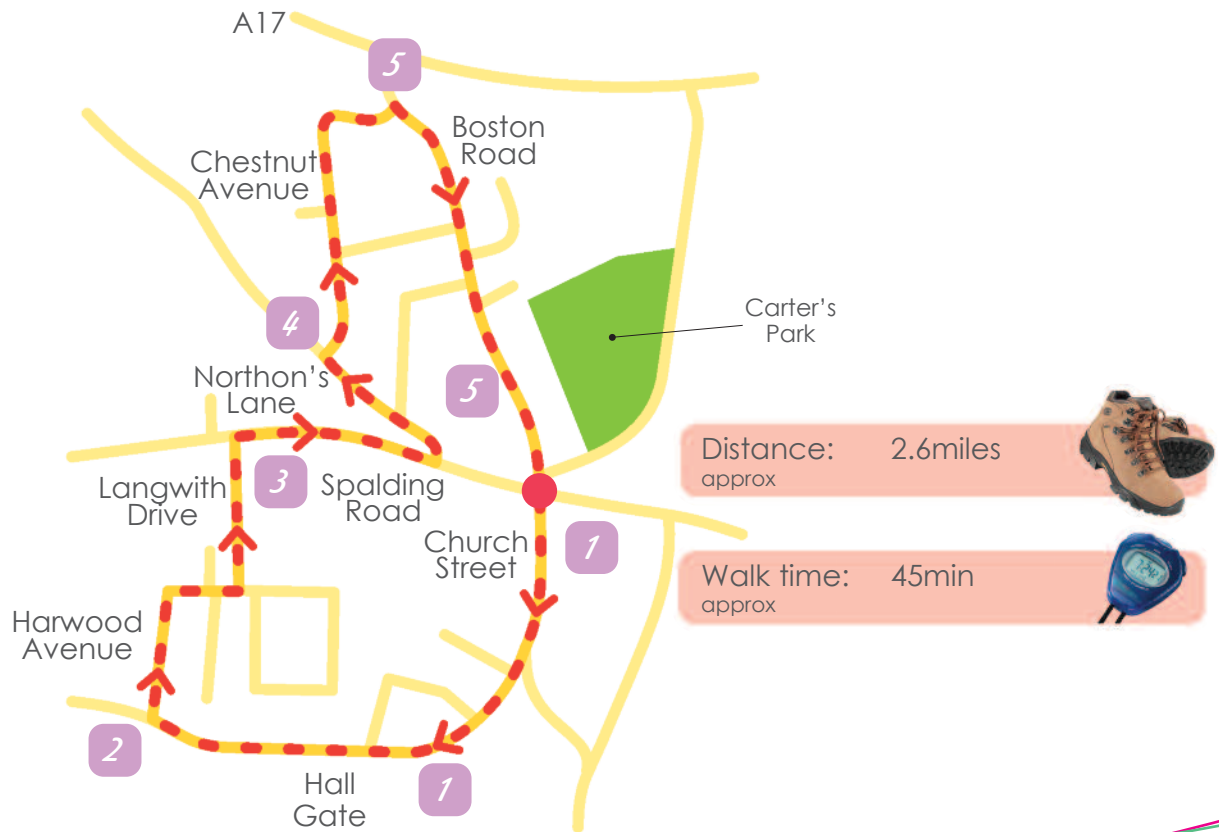 A17
5
Boston
Road
Chestnut
Avenue
4
Carter's
Park
Northon's
Lane
5
Distance:
2.6miles
approx
3
Langwith
Drive
Spalding
Road
Church
Street
1
Walk time:
45min
approx
Harwood
Avenue
2
Hall
Gate
1